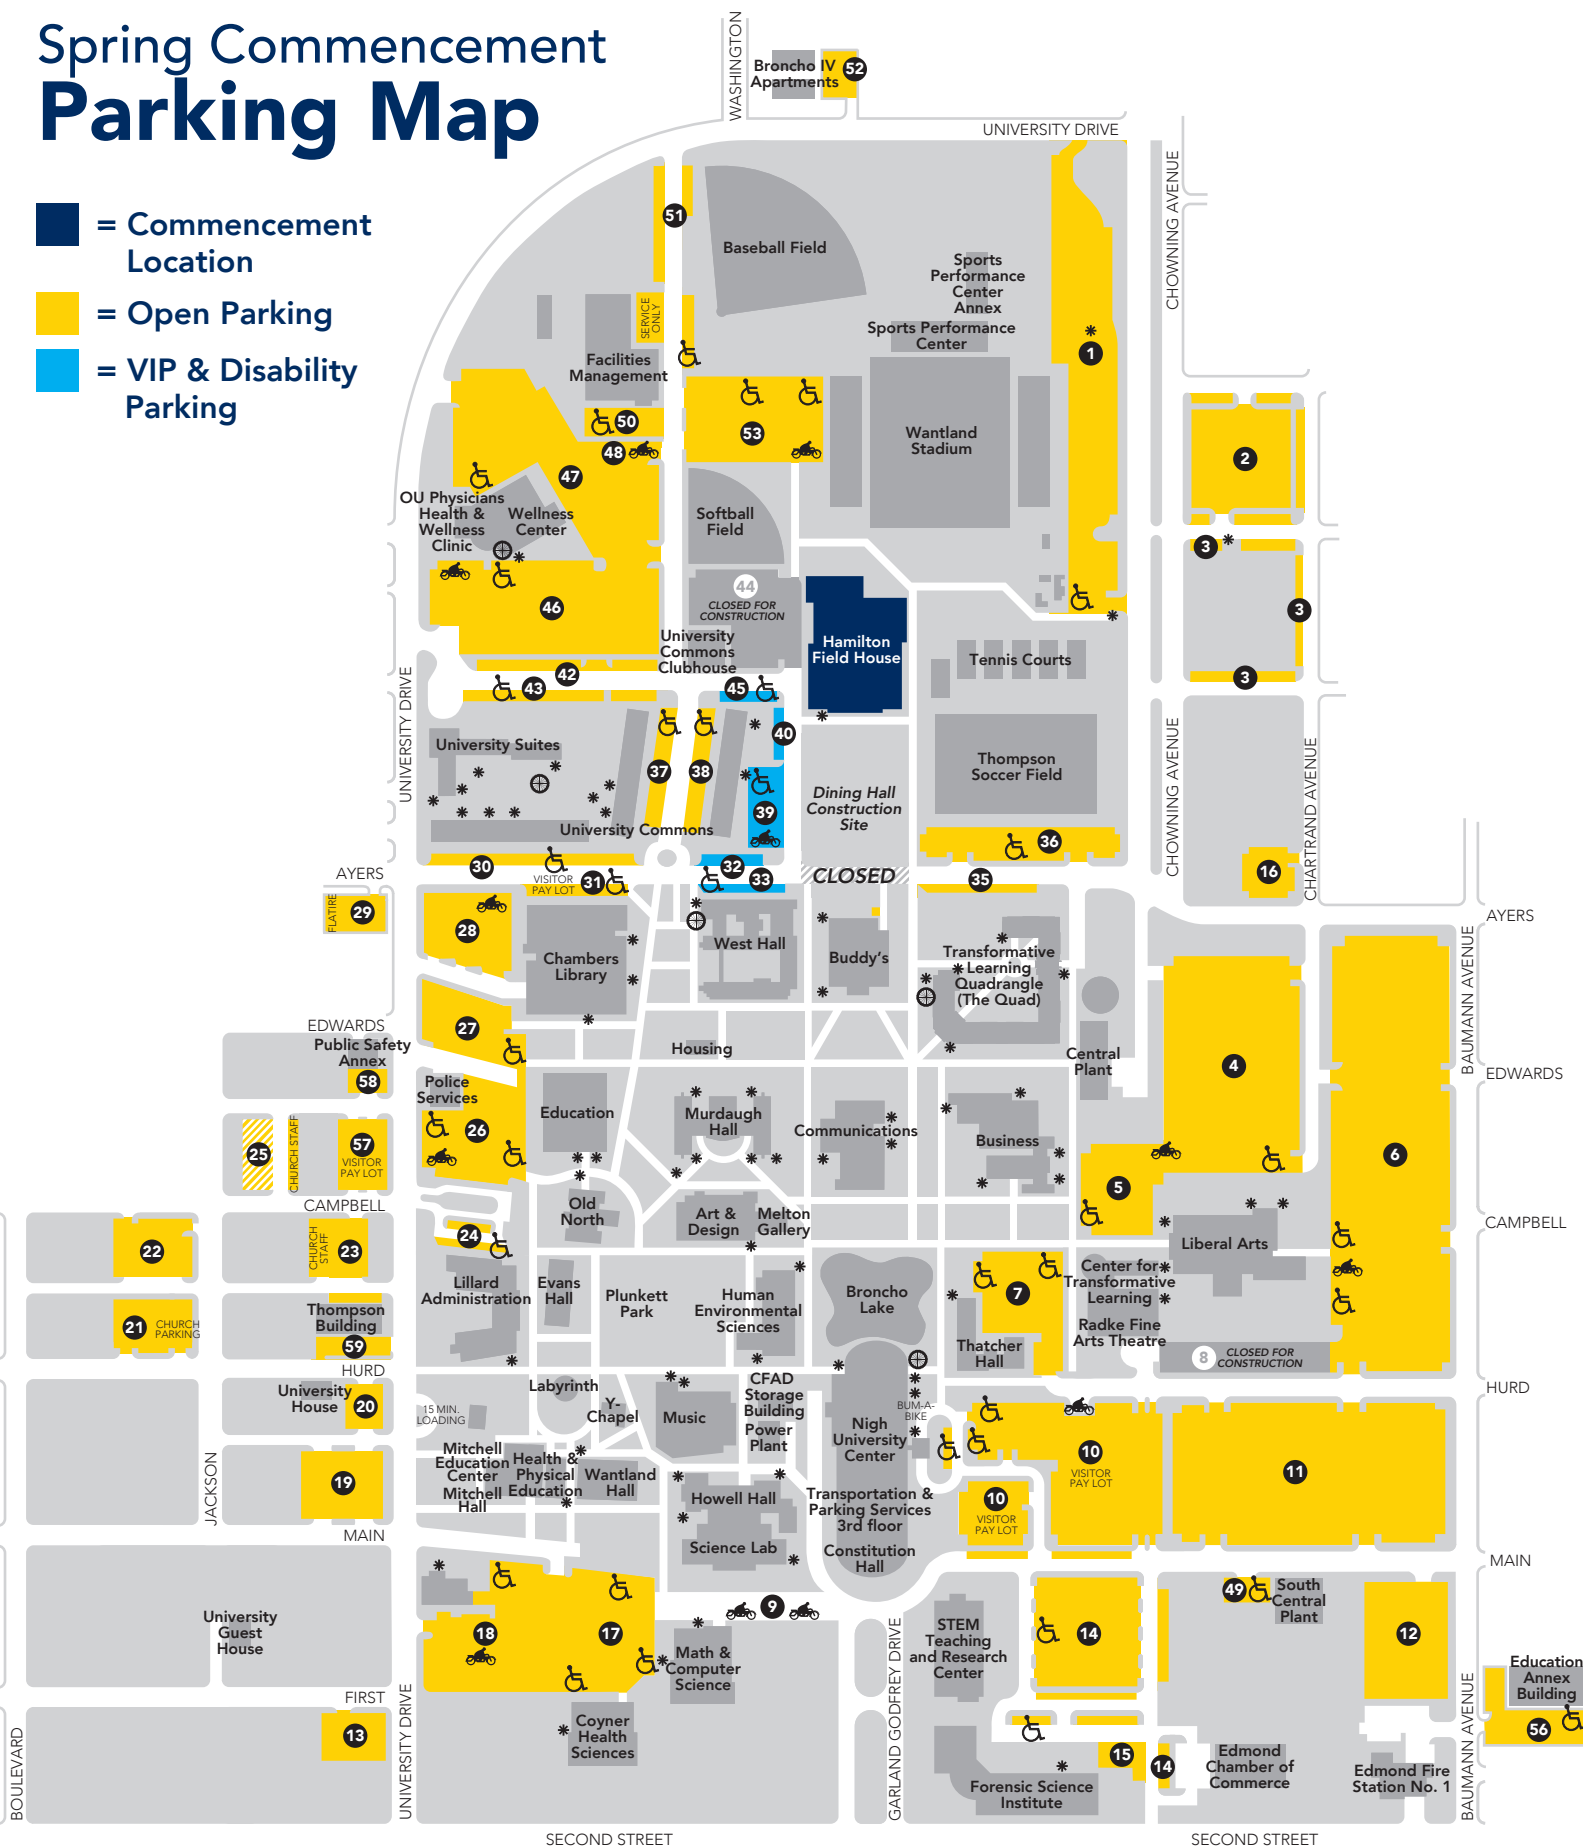 Spring Commencement
Parking Map
= Commencement
Location
= Open Parking
= VIP & Disability
Parking
WASHINGTON
Broncho IV
Apartments
52
UNIVERSITY DRIVE
CHOWNING AVENUE
51
Baseball Field
SERVICE
ONLY
Sports
Performance
Center
Annex
Sports Performance
Center
1
Facilities
Management
50
48
47
53
Wantland
Stadium
2
OU Physicians
Health &
Wellness
Clinic
Wellness
Center
Softball
Field
3
3
3
46
44
CLOSED FOR
CONSTRUCTION
University
Commons
Clubhouse
Hamilton
Field House
Tennis Courts
42
43
45
40
UNIVERSITY DRIVE
University Suites
37
38
39
Thompson
Soccer Field
Dining Hall
Construction
Site
CHOWNING AVENUE
CHARTRAND AVENUE
University Commons
36
30
32
33
CLOSED
35
16
AYERS
VISITOR
PAY LOT
31
FLATIRE
29
28
AYERS
BAUMANN AVENUE
Chambers
Library
West Hall
Buddy's
Transformative
Learning
Quadrangle
(The Quad)
27
EDWARDS
Public Safety
Annex
58
Housing
Central
Plant
4
EDWARDS
Police
Services
26
Education
Murdaugh
Hall
Communications
Business
6
25
CHURCH STAFF
57
VISITOR
PAY LOT
5
CAMPBELL
Old
North
Art &
Design
Melton
Gallery
CAMPBELL
22
CHURCH
STAFF
23
24
Liberal Arts
Lillard
Administration
Evans
Hall
Plunkett
Park
Human
Environmental
Sciences
Broncho
Lake
7
Center for
Transformative
Learning
Radke Fine
Arts Theatre
Thatcher
Hall
21
CHURCH
PARKING
Thompson
Building
59
8
CLOSED FOR
CONSTRUCTION
HURD
HURD
University
House
20
15 MIN.
LOADING
Labyrinth
Y-
Chapel
Music
CFAD
Storage
Building
Power
Plant
Nigh
University
Center
BUM-A-
BIKE
10
VISITOR
PAY LOT
11
19
JACKSON
Mitchell
Education
Center
Mitchell
Hall
Health &
Physical
Education
Wantland
Hall
Howell Hall
Science Lab
Transportation &
Parking Services
3rd floor
Constitution
Hall
10
VISITOR
PAY LOT
MAIN
MAIN
University
Guest
House
18
17
9
Math &
Computer
Science
STEM
Teaching
and Research
Center
14
49
South
Central
Plant
12
Education
Annex
Building
56
FIRST
13
Coyner
Health
Sciences
15
14
Forensic Science
Institute
Edmond
Chamber of
Commerce
Edmond Fire
Station No. 1
BOULEVARD
UNIVERSITY DRIVE
GARLAND GODFREY DRIVE
BAUMANN AVENUE
SECOND STREET
SECOND STREET